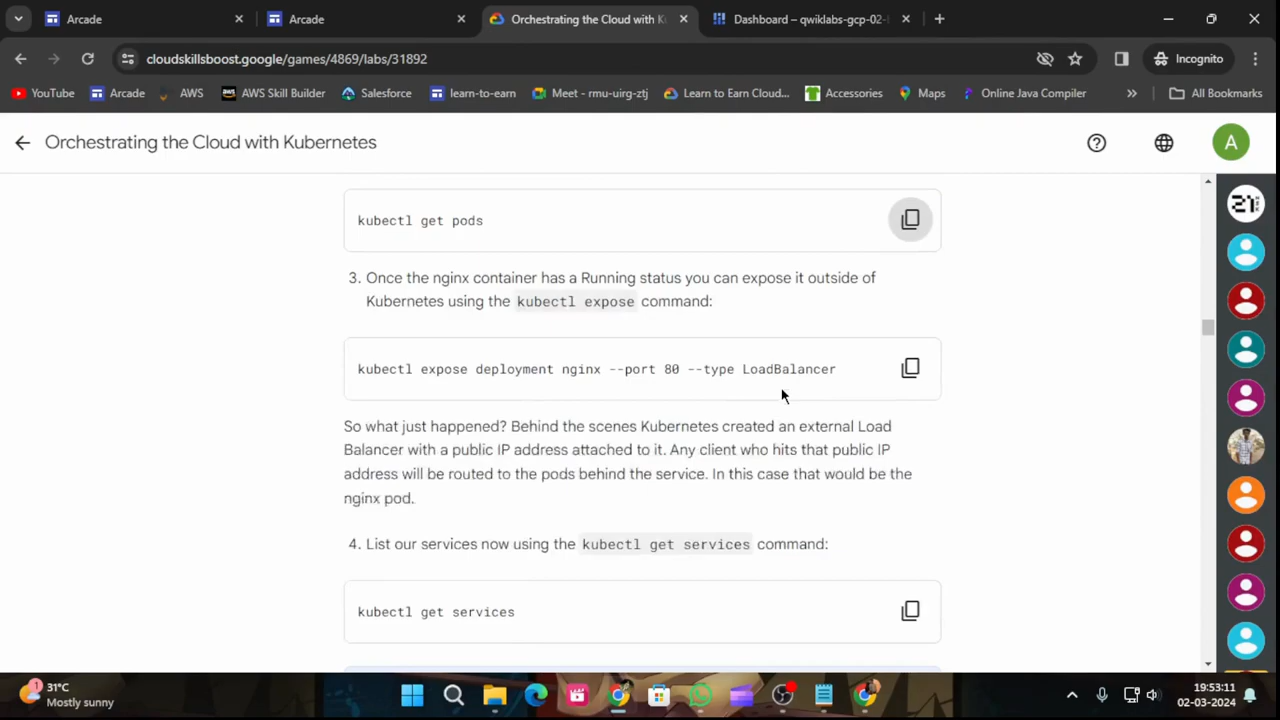 Arcade
Arcade
Orchestrating the Cloud with K
Dashboard – qwiklabs-gcp-02-
cloudskillsboost.google/games/4869/labs/31892
Incognito
YouTube
Arcade
AWS
AWS Skill Builder
Salesforce
learn-to-earn
Meet - rmu-uirg-ztj
Learn to Earn Cloud...
Accessories
Maps
Online Java Compiler
All Bookmarks
Orchestrating the Cloud with Kubernetes
A
kubectl get pods
3. Once the nginx container has a Running status you can expose it outside of
Kubernetes using the kubectl expose command:
kubectl expose deployment nginx --port 80 --type LoadBalancer
So what just happened? Behind the scenes Kubernetes created an external Load
Balancer with a public IP address attached to it. Any client who hits that public IP
address will be routed to the pods behind the service. In this case that would be the
nginx pod.
4. List our services now using the kubectl get services command:
kubectl get services
1
31°C
Mostly sunny
19:53:11
02-03-2024